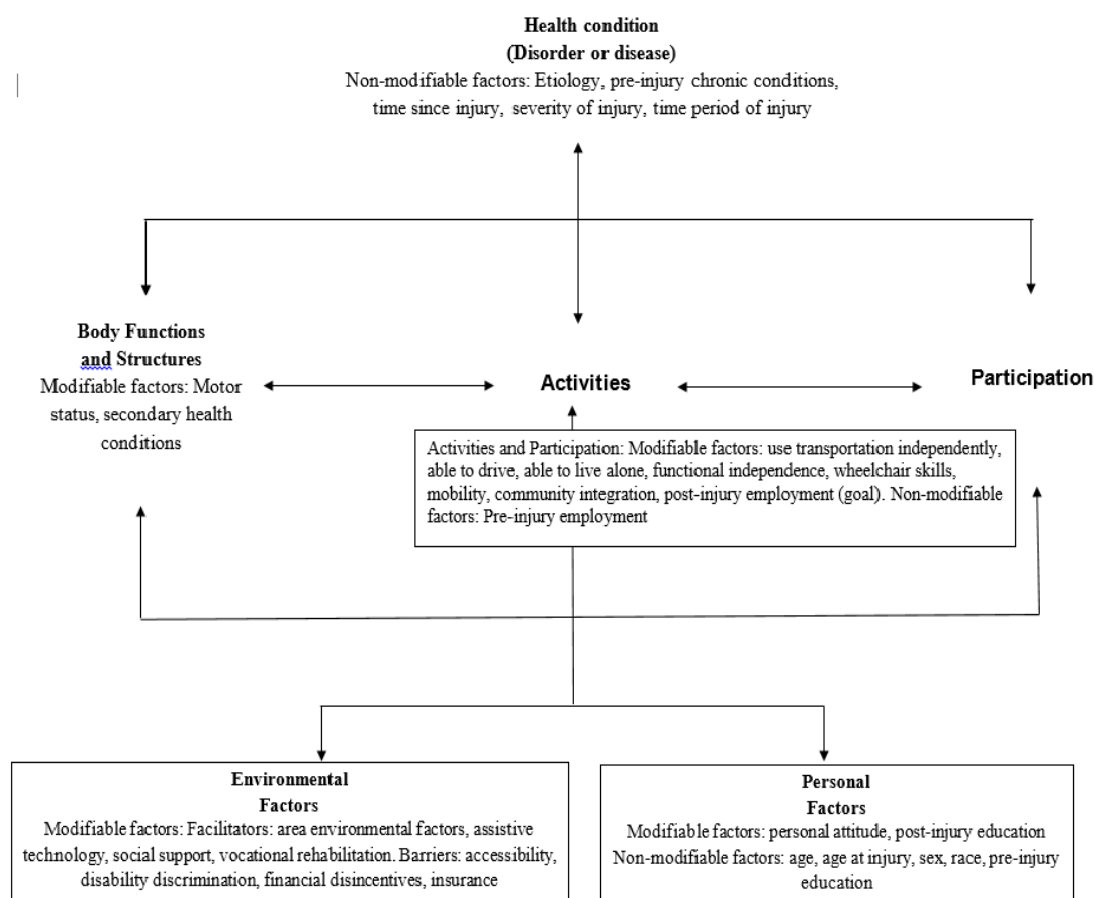 Health condition
(Disorder or disease)
Non-modifiable factors: Etiology, pre-injury chronic conditions,
time since injury, severity of injury, time period of injury
Body Functions
and Structures
Modifiable factors: Motor
status, secondary health
conditions
Activities
Participation
Activities and Participation: Modifiable factors: use transportation independently,
able to drive, able to live alone, functional independence, wheelchair skills,
mobility, community integration, post-injury employment (goal). Non-modifiable
factors: Pre-injury employment
Environmental
Factors
Modifiable factors: Facilitators: area environmental factors, assistive
technology, social support, vocational rehabilitation. Barriers: accessibility,
disability discrimination, financial disincentives, insurance
Personal
Factors
Modifiable factors: personal attitude, post-injury education
Non-modifiable factors: age, age at injury, sex, race, pre-injury
education